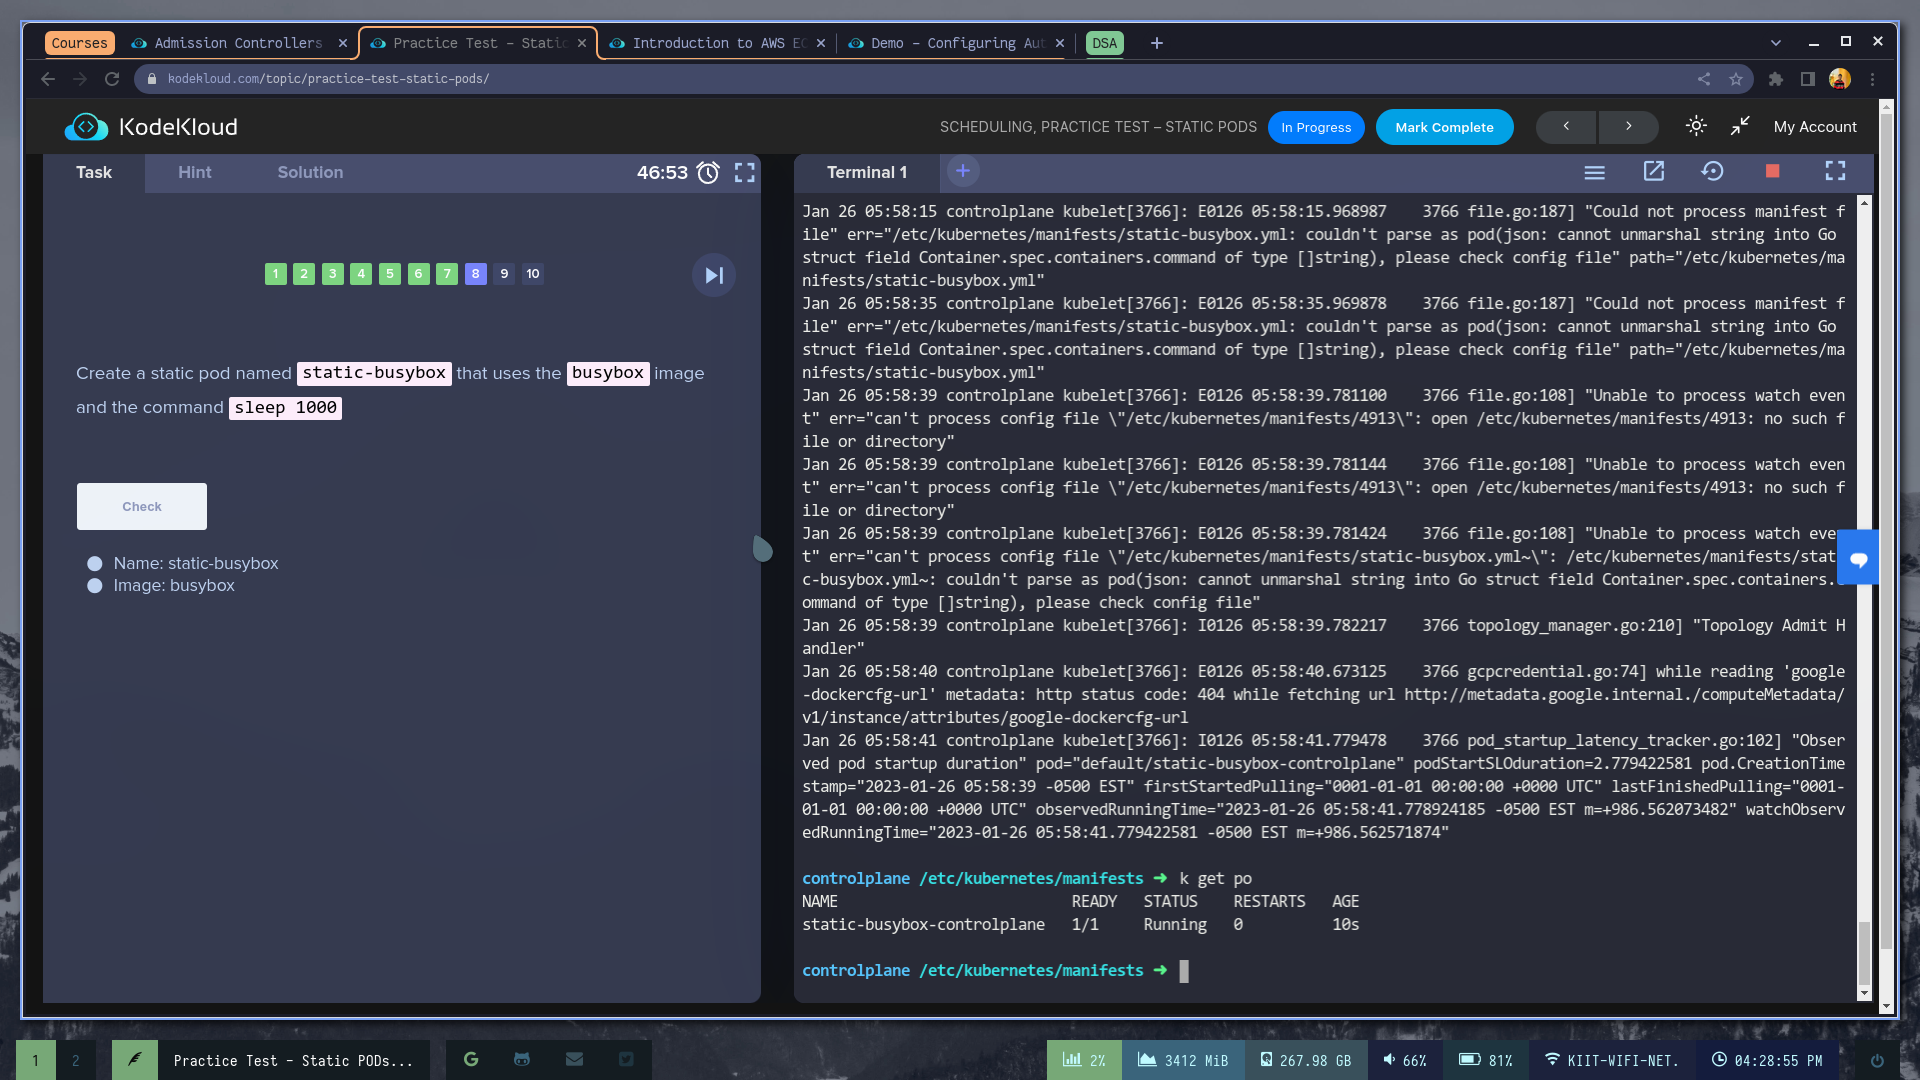 Courses
Admission Controllers
Practice Test – Static
Introduction to AWS EC
Demo – Configuring Aut
DSA
kodekloud.com/topic/practice-test-static-pods/
KodeKloud
SCHEDULING, PRACTICE TEST – STATIC PODS
In Progress
Mark Complete
My Account
Task
Hint
Solution
46:53
1 2 3 4 5 6 7 8 9 10
Create a static pod named static-busybox that uses the busybox image
and the command sleep 1000
Check
Name: static-busybox
Image: busybox
Terminal 1
Jan 26 05:58:15 controlplane kubelet[3766]: E0126 05:58:15.968987    3766 file.go:187] "Could not process manifest f
ile" err="/etc/kubernetes/manifests/static-busybox.yml: couldn't parse as pod(json: cannot unmarshal string into Go
struct field Container.spec.containers.command of type []string), please check config file" path="/etc/kubernetes/ma
nifests/static-busybox.yml"
Jan 26 05:58:35 controlplane kubelet[3766]: E0126 05:58:35.969878    3766 file.go:187] "Could not process manifest f
ile" err="/etc/kubernetes/manifests/static-busybox.yml: couldn't parse as pod(json: cannot unmarshal string into Go
struct field Container.spec.containers.command of type []string), please check config file" path="/etc/kubernetes/ma
nifests/static-busybox.yml"
Jan 26 05:58:39 controlplane kubelet[3766]: E0126 05:58:39.781100    3766 file.go:108] "Unable to process watch even
t" err="can't process config file \"/etc/kubernetes/manifests/4913\": open /etc/kubernetes/manifests/4913: no such f
ile or directory"
Jan 26 05:58:39 controlplane kubelet[3766]: E0126 05:58:39.781144    3766 file.go:108] "Unable to process watch even
t" err="can't process config file \"/etc/kubernetes/manifests/4913\": open /etc/kubernetes/manifests/4913: no such f
ile or directory"
Jan 26 05:58:39 controlplane kubelet[3766]: E0126 05:58:39.781424    3766 file.go:108] "Unable to process watch eve
t" err="can't process config file \"/etc/kubernetes/manifests/static-busybox.yml~\": /etc/kubernetes/manifests/stat
c-busybox.yml~: couldn't parse as pod(json: cannot unmarshal string into Go struct field Container.spec.containers.
ommand of type []string), please check config file"
Jan 26 05:58:39 controlplane kubelet[3766]: I0126 05:58:39.782217    3766 topology_manager.go:210] "Topology Admit H
andler"
Jan 26 05:58:40 controlplane kubelet[3766]: E0126 05:58:40.673125    3766 gcpcredential.go:74] while reading 'google
-dockercfg-url' metadata: http status code: 404 while fetching url http://metadata.google.internal./computeMetadata/
v1/instance/attributes/google-dockercfg-url
Jan 26 05:58:41 controlplane kubelet[3766]: I0126 05:58:41.779478    3766 pod_startup_latency_tracker.go:102] "Obser
ved pod startup duration" pod="default/static-busybox-controlplane" podStartSLOduration=2.779422581 pod.CreationTime
stamp="2023-01-26 05:58:39 -0500 EST" firstStartedPulling="0001-01-01 00:00:00 +0000 UTC" lastFinishedPulling="0001-
01-01 00:00:00 +0000 UTC" observedRunningTime="2023-01-26 05:58:41.778924185 -0500 EST m=+986.562073482" watchObserv
edRunningTime="2023-01-26 05:58:41.779422581 -0500 EST m=+986.562571874"
controlplane /etc/kubernetes/manifests ➜ k get po
NAME                          READY   STATUS    RESTARTS   AGE
static-busybox-controlplane   1/1     Running   0          10s
controlplane /etc/kubernetes/manifests ➜
1
2
Practice Test – Static PODs...
2%
3412 MiB
267.98 GB
66%
81%
KIIT-WIFI-NET.
04:28:55 PM